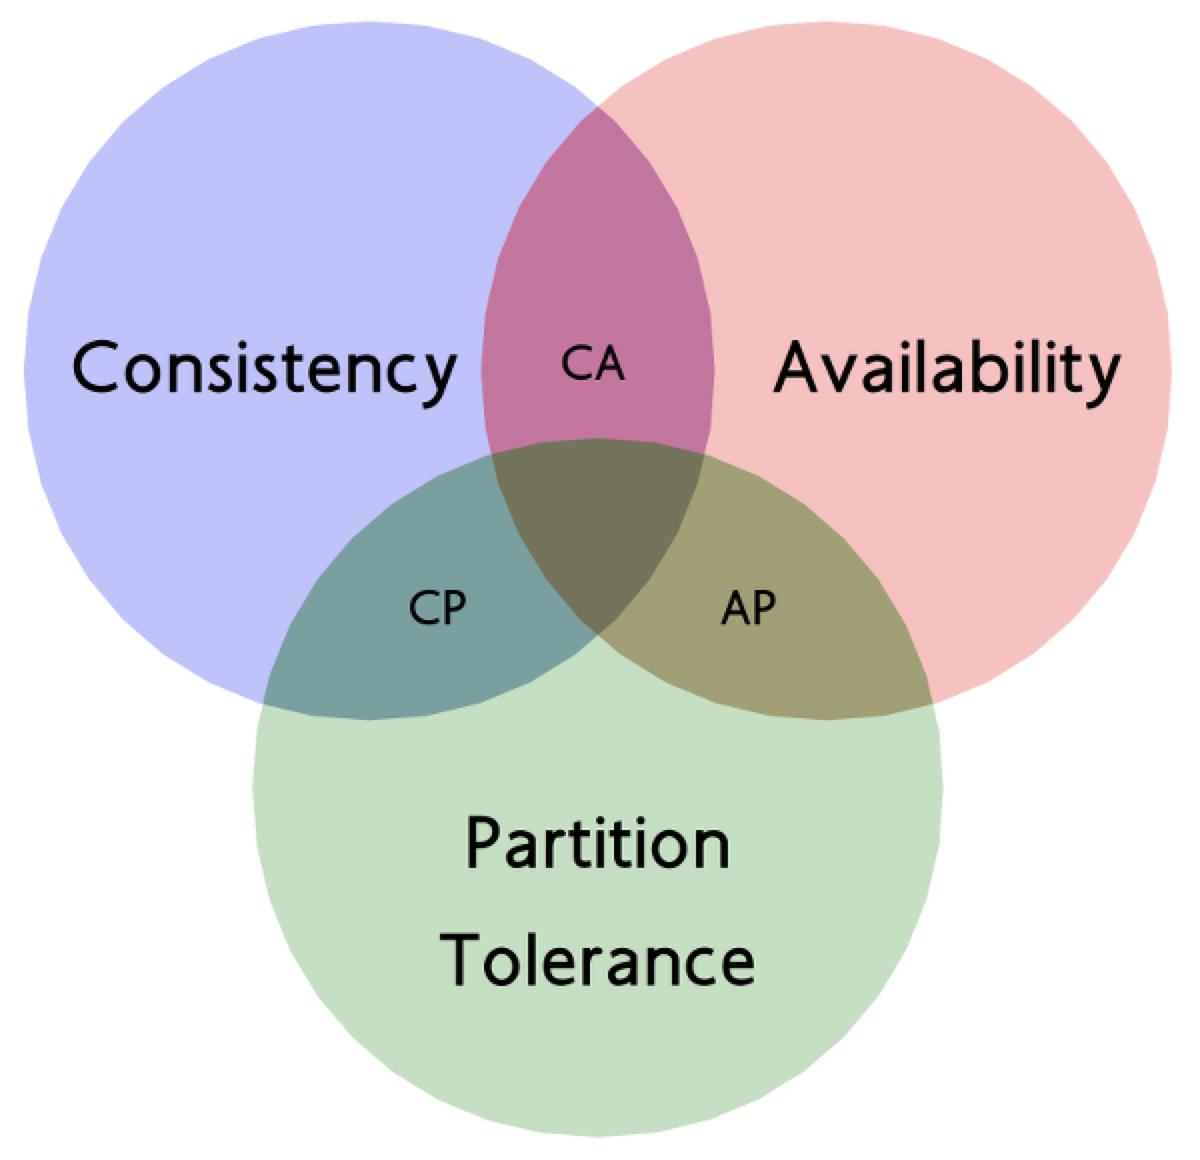 Consistency
CA
Availability
CP
AP
Partition
Tolerance